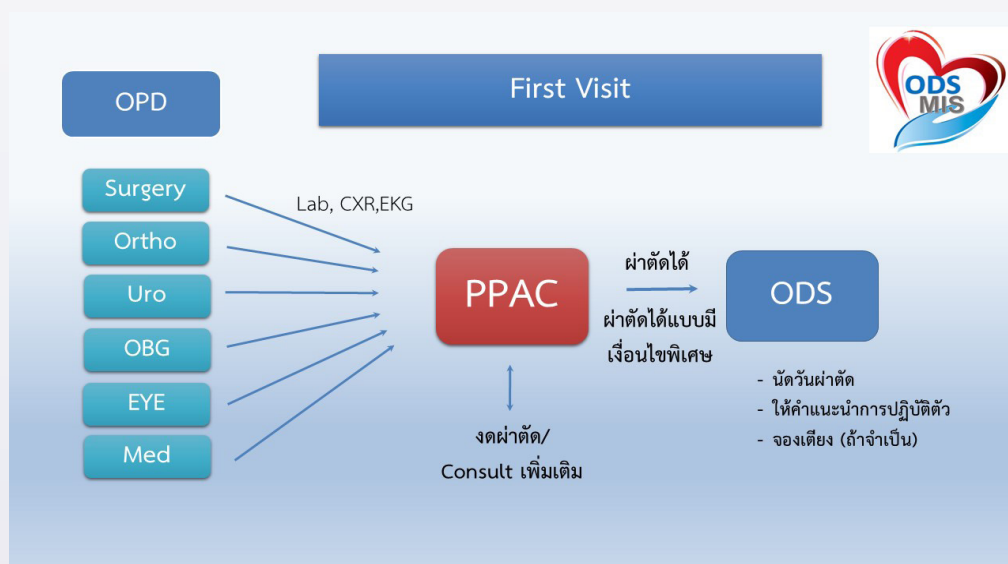 OPD
First Visit
ODS
MIS
Surgery
Ortho
Uro
OBG
EYE
Med
Lab, CXR,EKG
PPAC
ผ่าตัดได้
ผ่าตัดได้แบบมี
เงื่อนไขพิเศษ
ODS
งดผ่าตัด/
Consult เพิ่มเติม
- นัดวันผ่าตัด
- ให้คำแนะนำการปฏิบัติตัว
- จองเตียง (ถ้าจำเป็น)